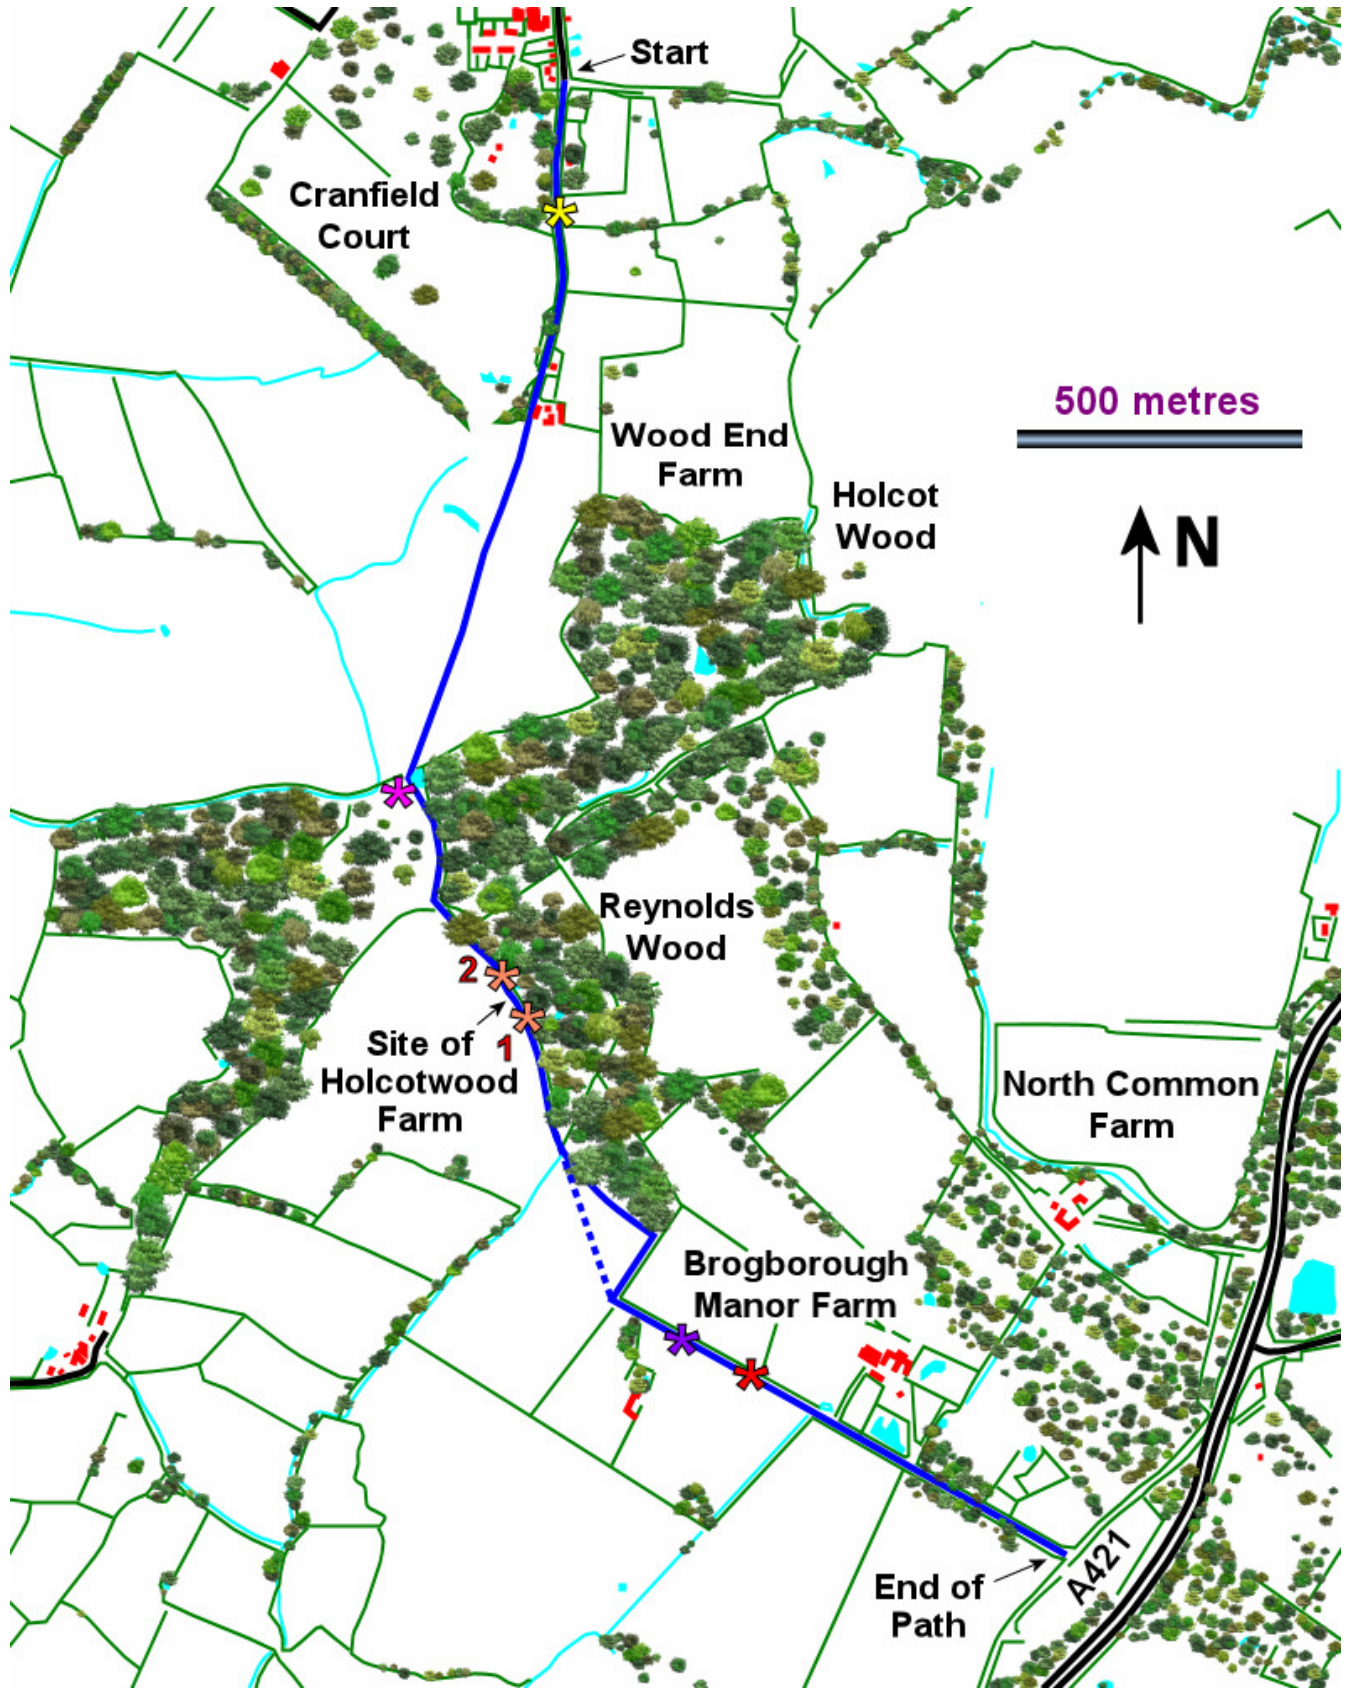 Start
Cranfield
Court
500 metres
Wood End
Farm
Holcot
Wood
N
Reynolds
Wood
2
1
Site of
Holcotwood
Farm
North Common
Farm
Brogborough
Manor Farm
A421
End of
Path